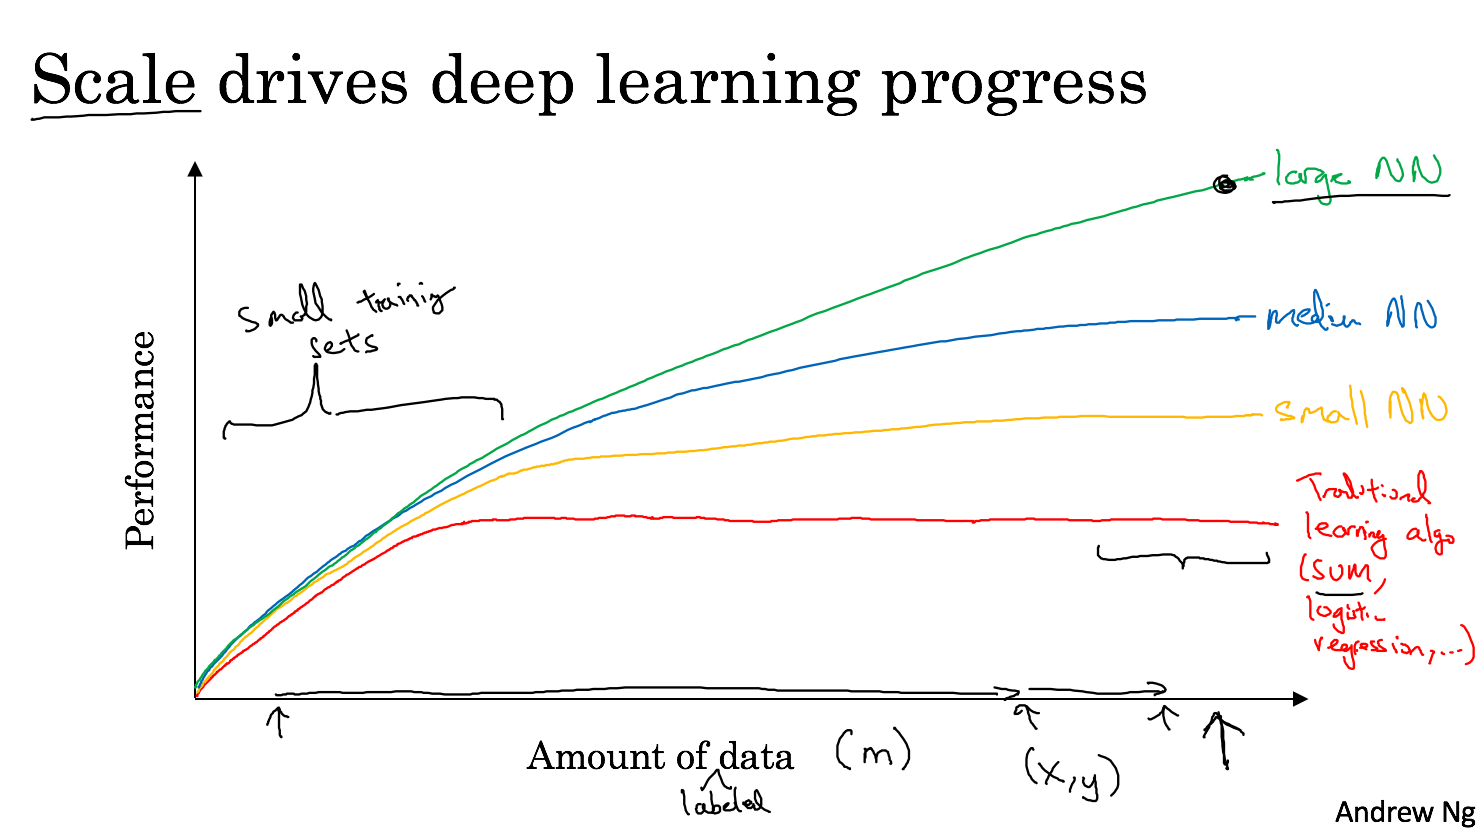 Scale drives deep learning progress
large NN
small training
sets
medium NN
small NN
Performance
Traditional
learning algo
(SVM,
logistic
regression,...)
Amount of data (m)
labeled
(x,y)
Andrew Ng